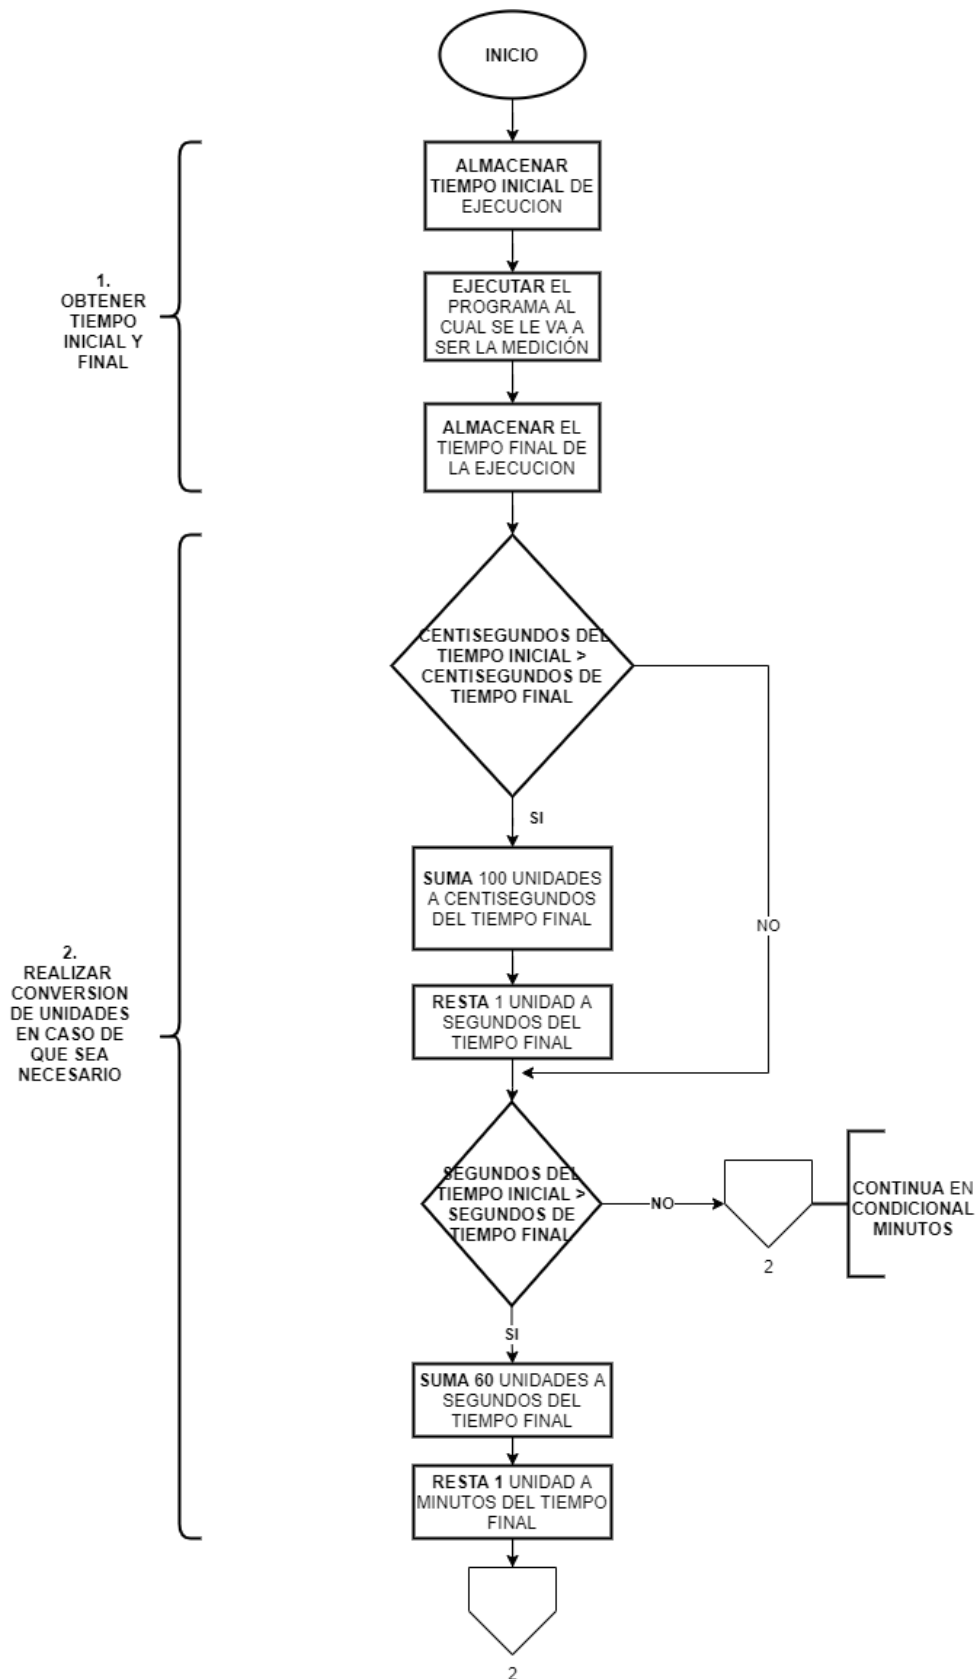 INICIO
ALMACENAR
TIEMPO INICIAL DE
EJECUCION
1.
OBTENER
TIEMPO
INICIAL Y
FINAL
EJECUTAR EL
PROGRAMA AL
CUAL SE LE VA A
SER LA MEDICIÓN
ALMACENAR EL
TIEMPO FINAL DE
LA EJECUCION
CENTISEGUNDOS DEL
TIEMPO INICIAL >
CENTISEGUNDOS DE
TIEMPO FINAL
SI
SUMA 100 UNIDADES
A CENTISEGUNDOS
DEL TIEMPO FINAL
NO
2.
REALIZAR
CONVERSION
DE UNIDADES
EN CASO DE
QUE SEA
NECESARIO
RESTA 1 UNIDAD A
SEGUNDOS DEL
TIEMPO FINAL
SEGUNDOS DEL
TIEMPO INICIAL >
SEGUNDOS DE
TIEMPO FINAL
NO
2
CONTINUA EN
CONDICIONAL
MINUTOS
SI
SUMA 60 UNIDADES A
SEGUNDOS DEL
TIEMPO FINAL
RESTA 1 UNIDAD A
MINUTOS DEL TIEMPO
FINAL
2